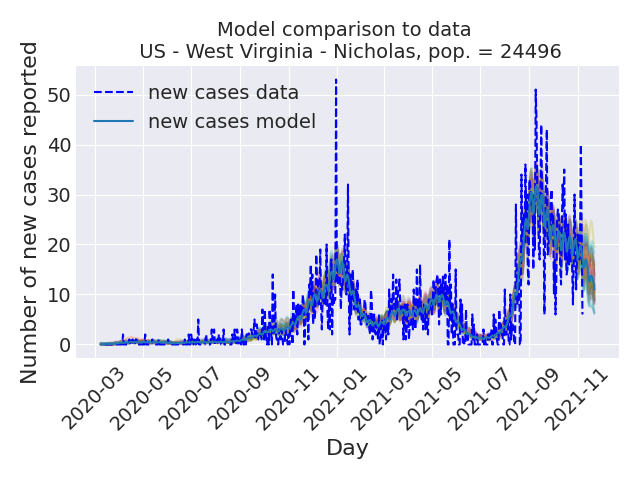 Model comparison to data
US - West Virginia - Nicholas, pop. = 24496
Number of new cases reported
50
40
30
20
10
0
new cases data
new cases model
2020-03
2020-05
2020-07
2020-09
2020-11
2021-01
2021-03
2021-05
2021-07
2021-09
2021-11
Day